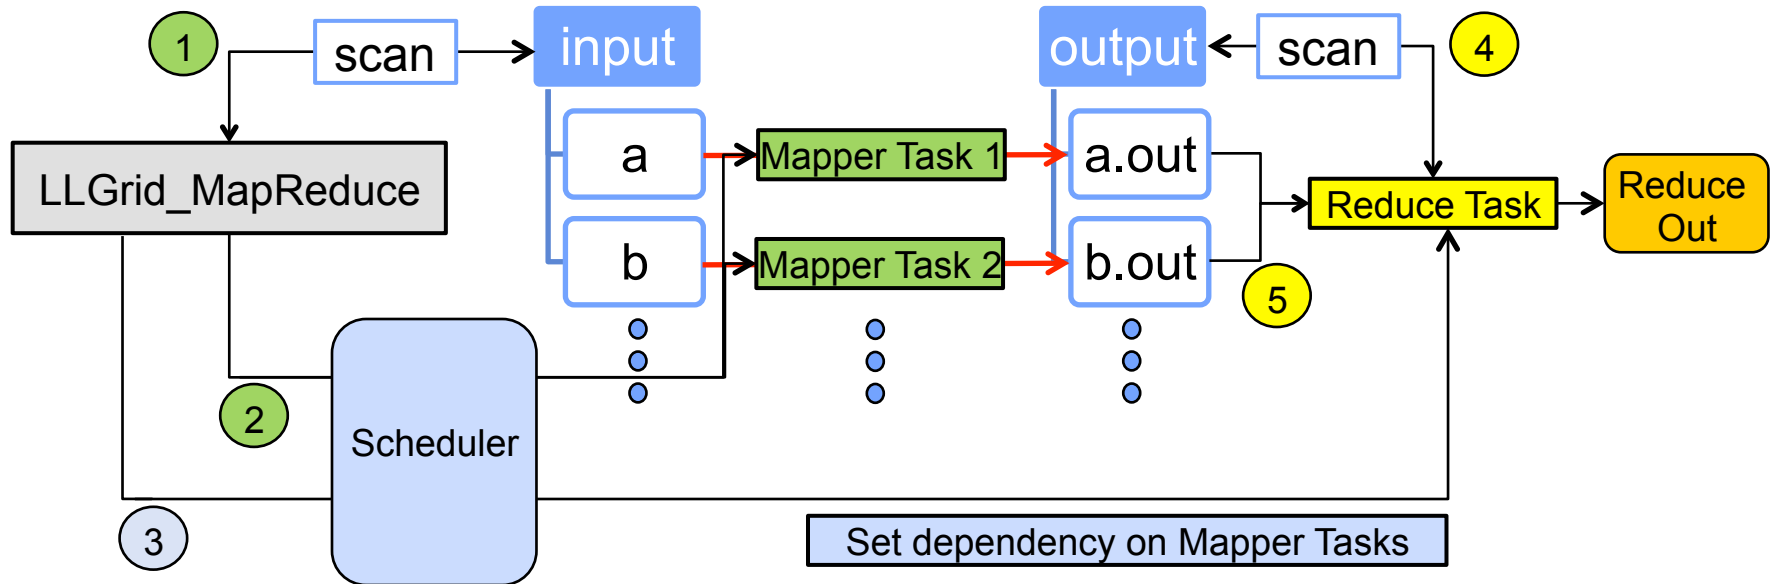 1
scan
input
output
scan
4
a
Mapper Task 1
a.out
LLGrid_MapReduce
Reduce Task
Reduce
Out
b
Mapper Task 2
b.out
5
2
Scheduler
3
Set dependency on Mapper Tasks